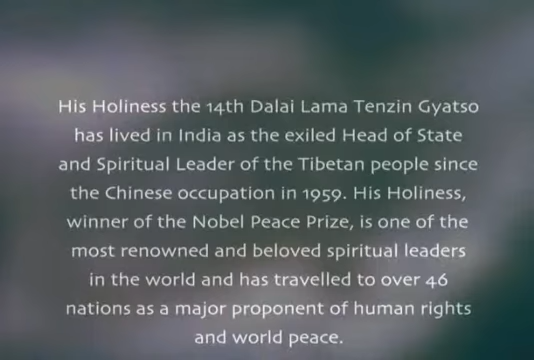 His Holiness the 14th Dalai Lama Tenzin Gyatso
has lived in India as the exiled Head of State
and Spiritual Leader of the Tibetan people since
the Chinese occupation in 1959. His Holiness,
winner of the Nobel Peace Prize, is one of the
most renowned and beloved spiritual leaders
in the world and has travelled to over 46
nations as a major proponent of human rights
and world peace.